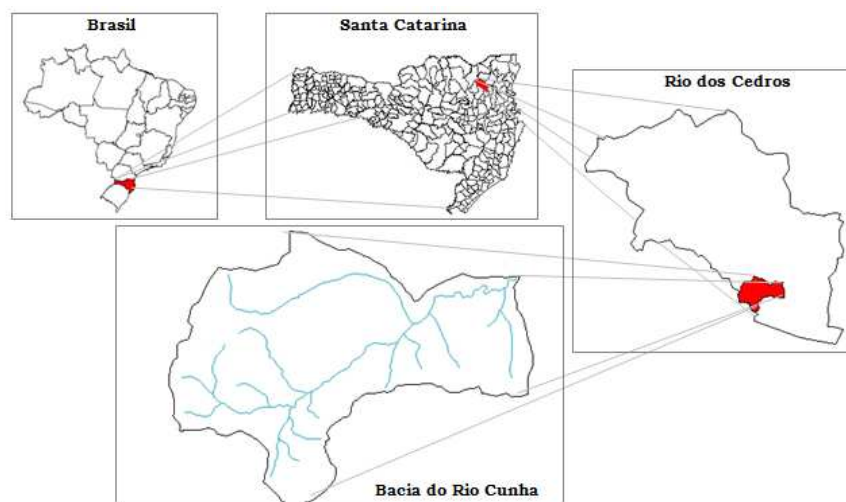 Brasil
Santa Catarina
Rio dos Cedros
Bacia do Rio Cunha